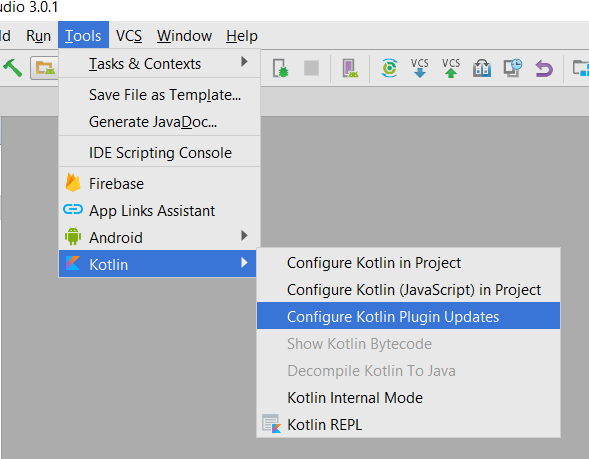 udio 3.0.1
ld Run Tools VCS Window Help
VCS VCS
Tasks & Contexts
Save File as Template...
Generate JavaDoc...
IDE Scripting Console
Firebase
App Links Assistant
Android
Kotlin
Configure Kotlin in Project
Configure Kotlin (JavaScript) in Project
Configure Kotlin Plugin Updates
Show Kotlin Bytecode
Decompile Kotlin To Java
Kotlin Internal Mode
Kotlin REPL